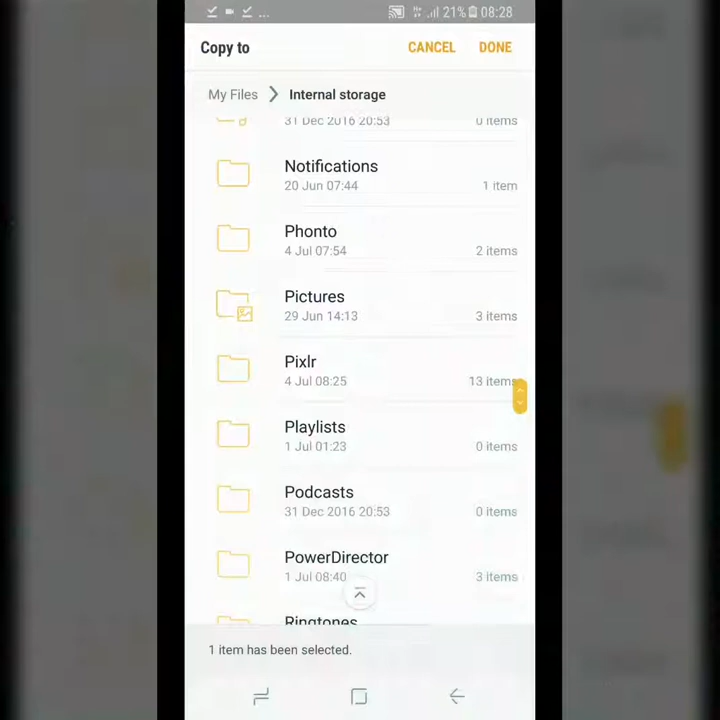 ... 21% 08:28
Copy to CANCEL DONE
My Files > Internal storage
31 Dec 2016 20:53 0 items
Notifications
20 Jun 07:44 1 item
Phonto
4 Jul 07:54 2 items
Pictures
29 Jun 14:13 3 items
Pixlr
4 Jul 08:25 13 items
Playlists
1 Jul 01:23 0 items
Podcasts
31 Dec 2016 20:53 0 items
PowerDirector
1 Jul 08:40 3 items
Ringtones
1 item has been selected.